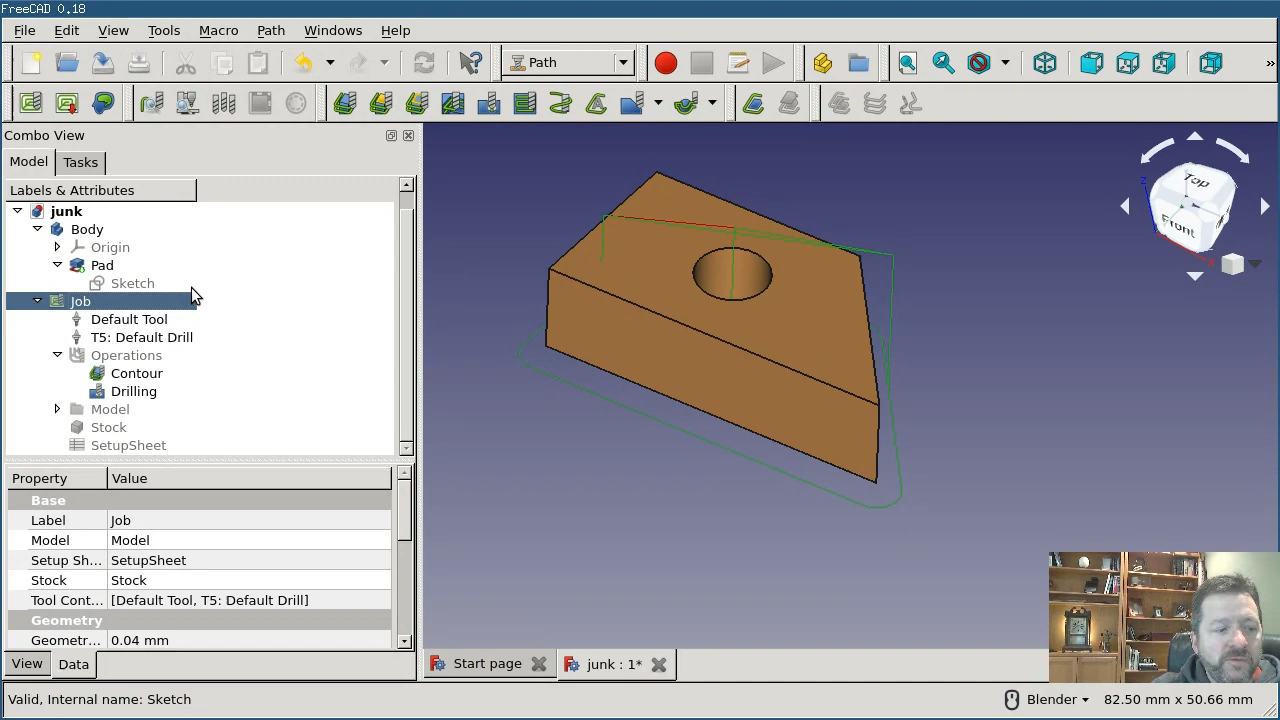 FreeCAD 0.18
File Edit View Tools Macro Path Windows Help
Path
»
Combo View
Model Tasks
Labels & Attributes
junk
Body
Origin
Pad
Sketch
Job
Default Tool
T5: Default Drill
Operations
Contour
Drilling
Model
Stock
SetupSheet
Property Value
Base
Label Job
Model Model
Setup Sh... SetupSheet
Stock Stock
Tool Cont... [Default Tool, T5: Default Drill]
Geometry
Geometr... 0.04 mm
View Data
Top
Front
Z
X
Start page junk : 1*
Valid, Internal name: Sketch Blender 82.50 mm x 50.66 mm